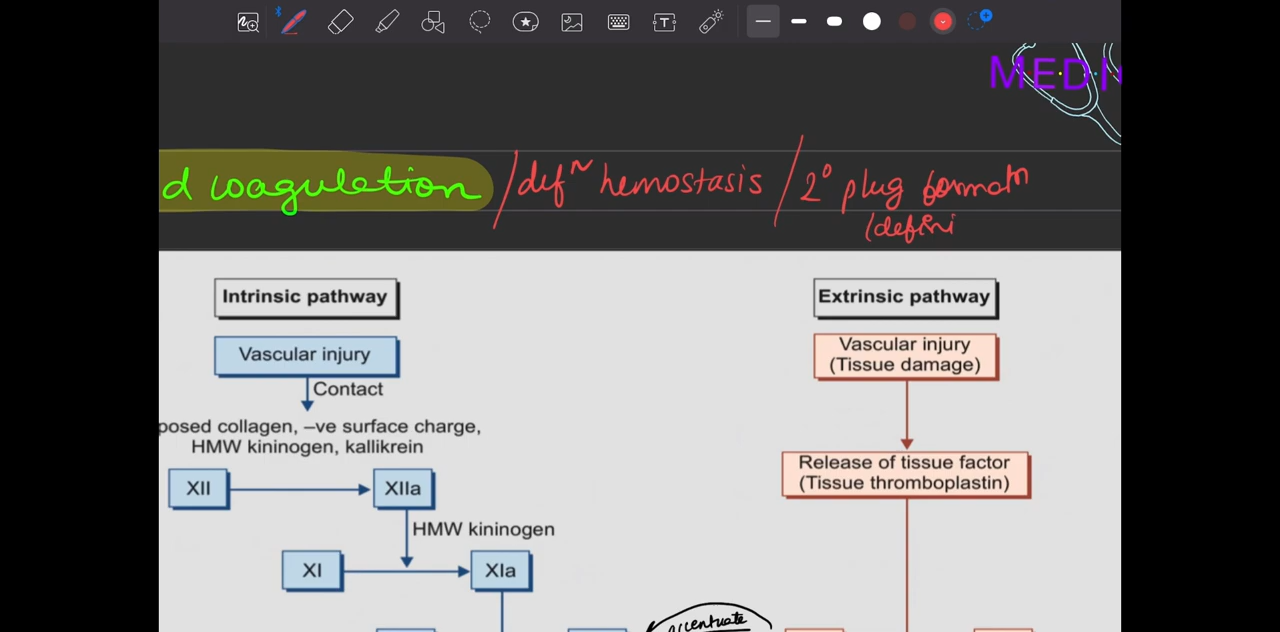 MEDI
d coagulation / defⁿ hemostasis / 2° plug formatn
(defini
Intrinsic pathway
Extrinsic pathway
Vascular injury
Vascular injury
(Tissue damage)
Contact
posed collagen, –ve surface charge,
HMW kininogen, kallikrein
Release of tissue factor
(Tissue thromboplastin)
XII
XIIa
HMW kininogen
XI
XIa
accentuate